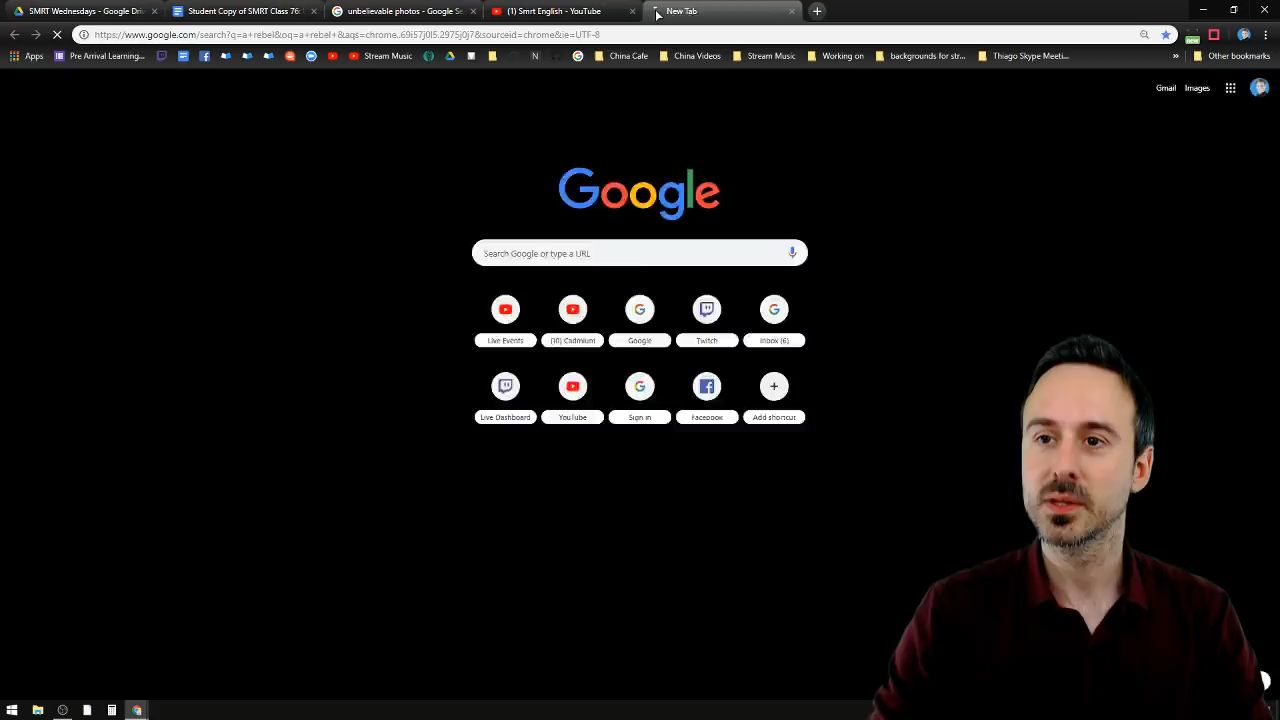 SMRT Wednesdays - Google Driv
Student Copy of SMRT Class 76:
unbelievable photos - Google Se
(1) Smrt English - YouTube
New Tab
https://www.google.com/search?q=a+rebel&oq=a+rebel+&aqs=chrome..69i57j0l5.2975j0j7&sourceid=chrome&ie=UTF-8
new
Apps
Pre Arrival Learning...
Stream Music
China Cafe
China Videos
Stream Music
Working on
backgrounds for str...
Thiago Skype Meeti...
Other bookmarks
Gmail
Images
Google
Search Google or type a URL
Live Events
(10) Cadmium
Google
Twitch
Inbox (6)
Live Dashboard
YouTube
Sign in
Facebook
Add shortcut